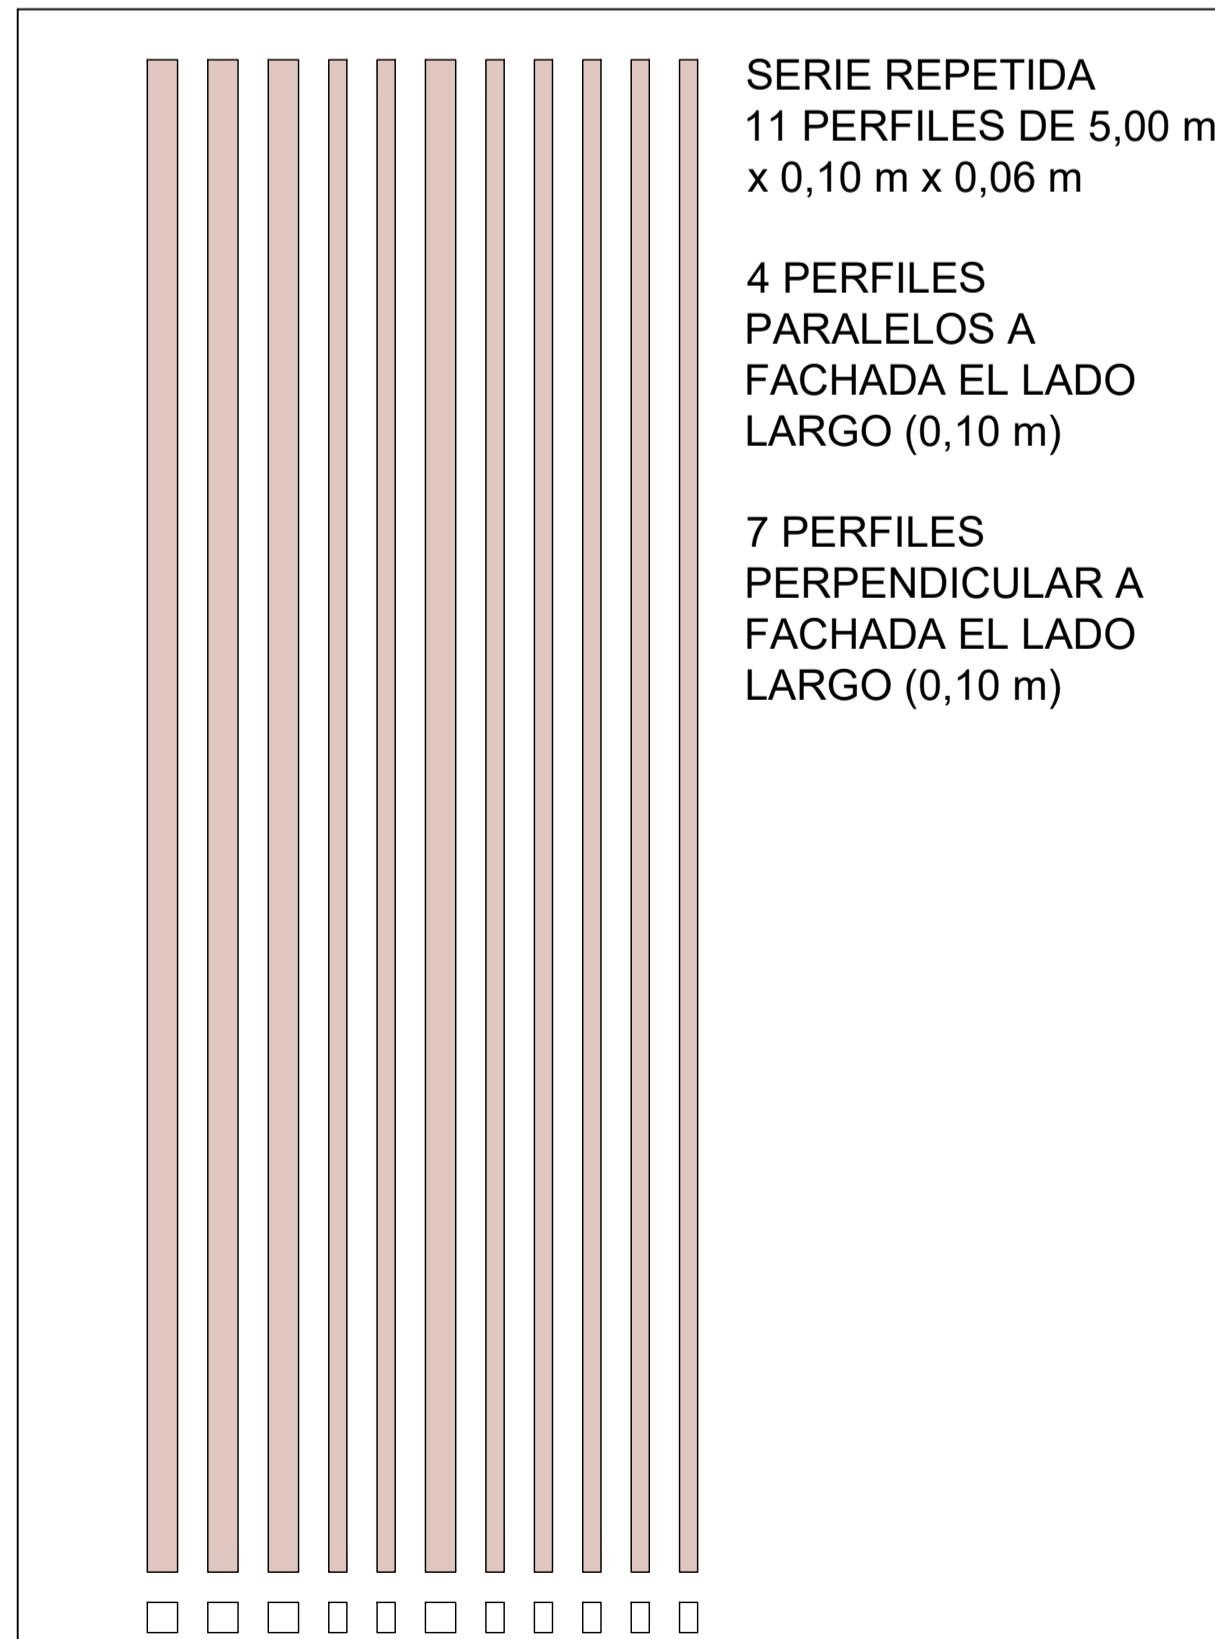 SERIE REPETIDA
11 PERFILES DE 5,00 m
x 0,10 m x 0,06 m
4 PERFILES
PARALELOS A
FACHADA EL LADO
LARGO (0,10 m)
7 PERFILES
PERPENDICULAR A
FACHADA EL LADO
LARGO (0,10 m)